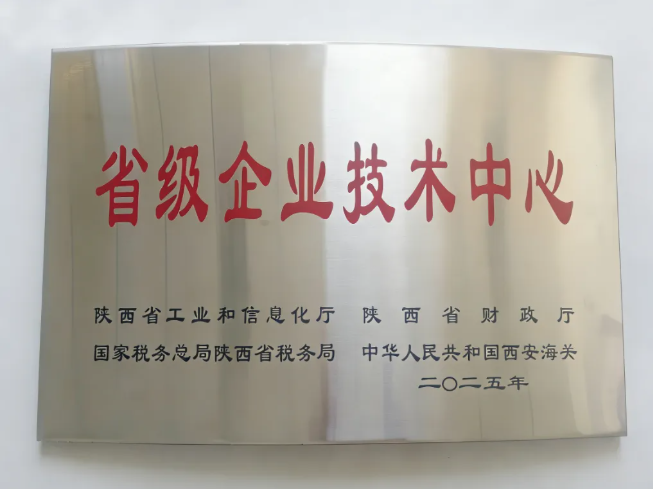 省级企业技术中心
陕西省工业和信息化厅 陕西省财政厅
国家税务总局陕西省税务局 中华人民共和国西安海关
二〇二五年